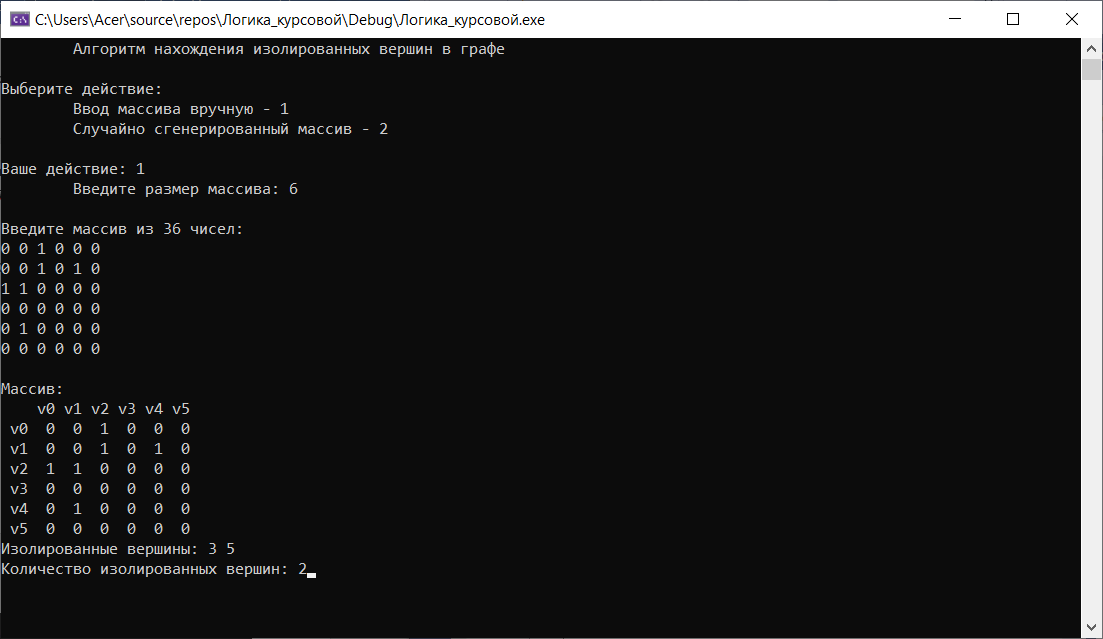 C:\Users\Acer\source\repos\Логика_курсовой\Debug\Логика_курсовой.exe
Алгоритм нахождения изолированных вершин в графе
Выберите действие:
Ввод массива вручную - 1
Случайно сгенерированный массив - 2
Ваше действие: 1
Введите размер массива: 6
Введите массив из 36 чисел:
0 0 1 0 0 0
0 0 1 0 1 0
1 1 0 0 0 0
0 0 0 0 0 0
0 1 0 0 0 0
0 0 0 0 0 0
Массив:
v0 v1 v2 v3 v4 v5
v0 0 0 1 0 0 0
v1 0 0 1 0 1 0
v2 1 1 0 0 0 0
v3 0 0 0 0 0 0
v4 0 1 0 0 0 0
v5 0 0 0 0 0 0
Изолированные вершины: 3 5
Количество изолированных вершин: 2